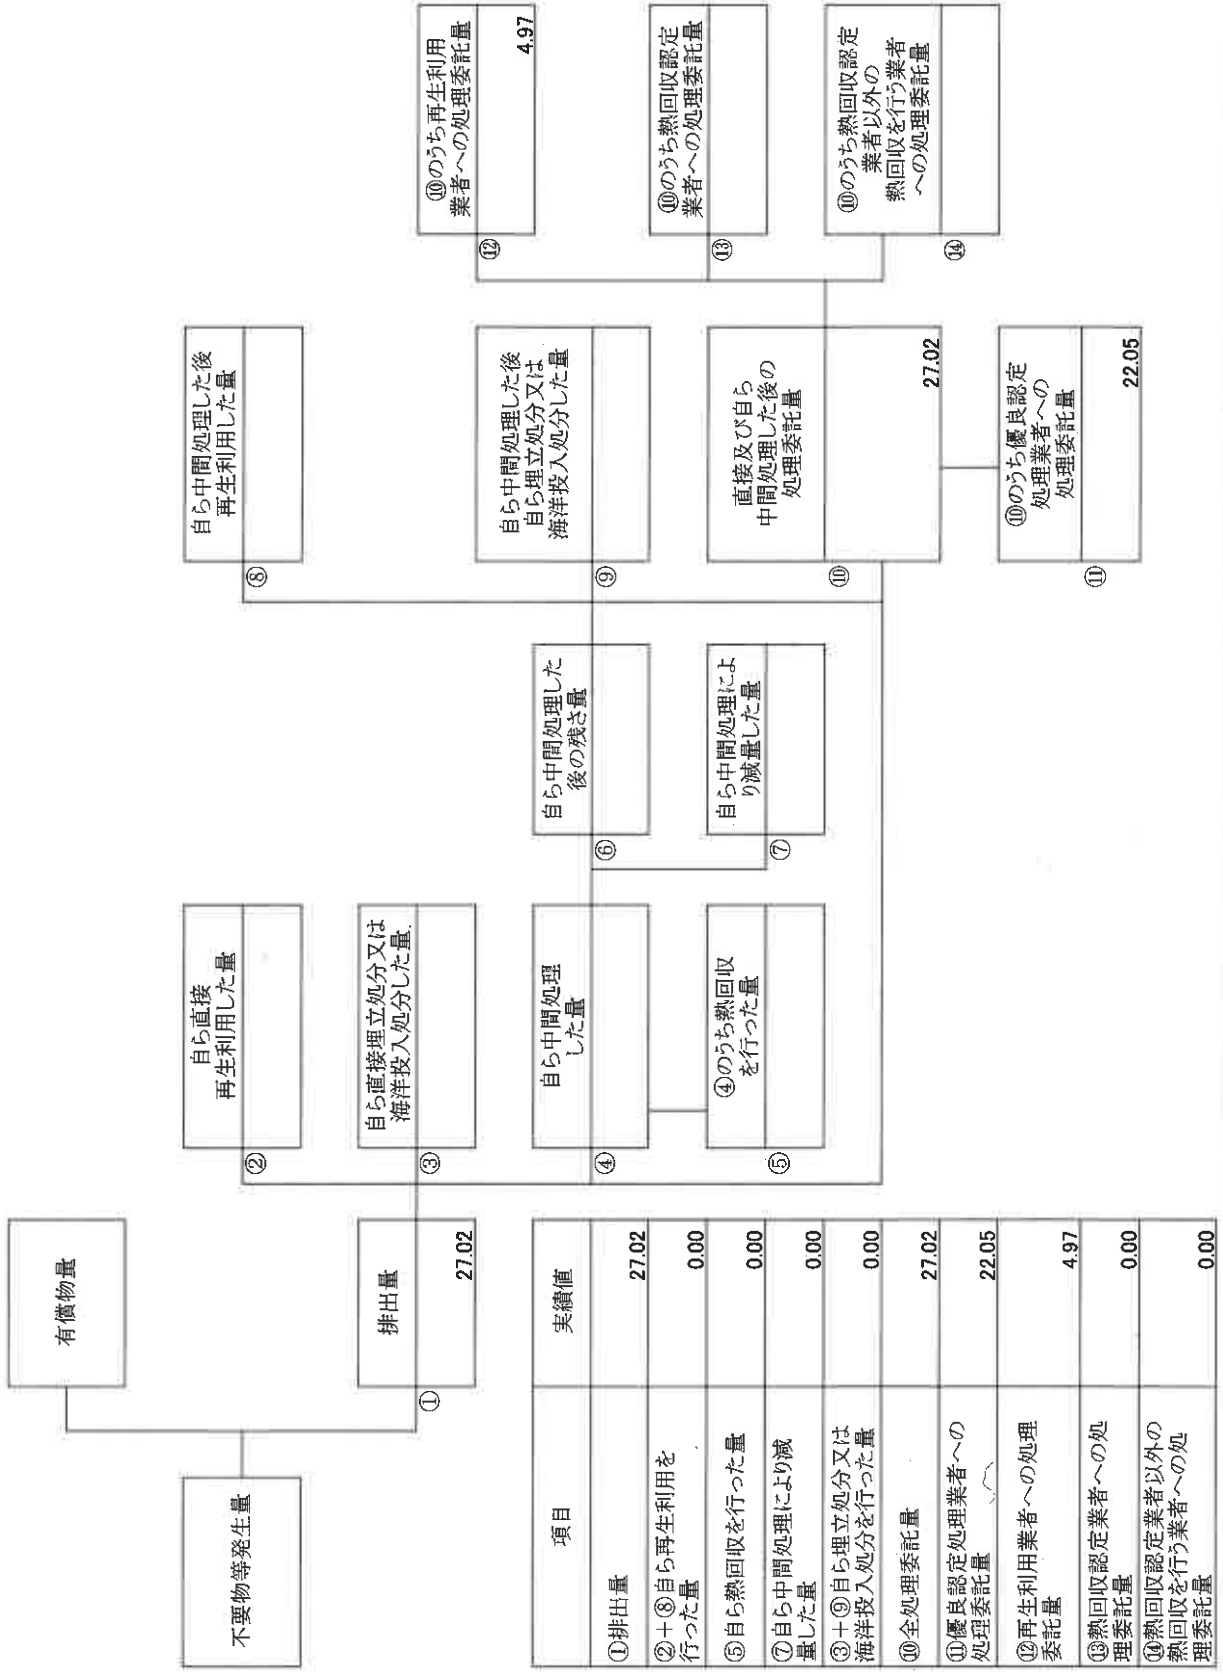 不要物等発生量
有償物量
①
排出量
27.02
②
自ら直接
再生利用した量
③
自ら直接埋立処分又は
海洋投入処分した量
④
自ら中間処理
した量
⑤
④のうち熱回収
を行った量
⑥
自ら中間処理した
後の残さ量
⑦
自ら中間処理によ
り減量した量
⑧
自ら中間処理した後
再生利用した量
⑨
自ら中間処理した後
自ら埋立処分又は
海洋投入処分した量
⑩
直接及び自ら
中間処理した後の
処理委託量
27.02
⑪
⑩のうち優良認定
処理業者への
処理委託量
22.05
⑫
⑩のうち再生利用
業者への処理委託量
4.97
⑬
⑩のうち熱回収認定
業者への処理委託量
⑭
⑩のうち熱回収認定
業者以外の
熱回収を行う業者
への処理委託量
項目 実績値
①排出量 27.02
②+⑧自ら再生利用を
行った量 0.00
⑤自ら熱回収を行った量 0.00
⑦自ら中間処理により減
量した量 0.00
③+⑨自ら埋立処分又は
海洋投入処分を行った量 0.00
⑩全処理委託量 27.02
⑪優良認定処理業者への
処理委託量 22.05
⑫再生利用業者への処理
委託量 4.97
⑬熱回収認定業者への処
理委託量 0.00
⑭熱回収認定業者以外の
熱回収を行う業者への処
理委託量 0.00